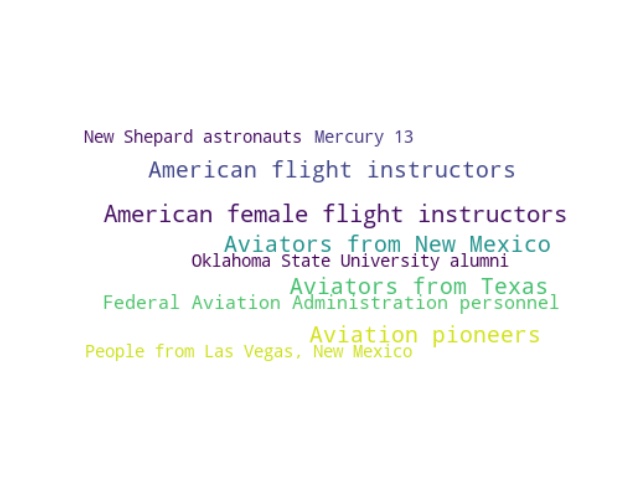 New Shepard astronauts Mercury 13
American flight instructors
American female flight instructors
Aviators from New Mexico
Oklahoma State University alumni
Aviators from Texas
Federal Aviation Administration personnel
Aviation pioneers
People from Las Vegas, New Mexico